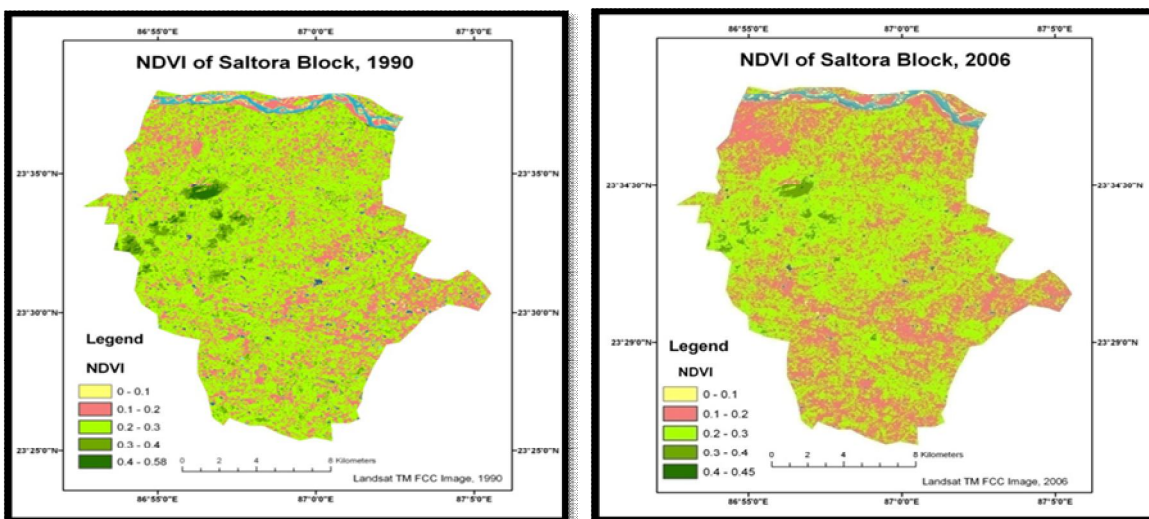 86°55'0"E 87°0'0"E 87°5'0"E
NDVI of Saltora Block, 1990
23°35'0"N 23°35'0"N
23°30'0"N 23°30'0"N
Legend
NDVI
0 - 0.1
0.1 - 0.2
0.2 - 0.3
0.3 - 0.4
0.4 - 0.58
23°25'0"N 23°25'0"N
0 2 4 8 Kilometers
Landsat TM FCC Image, 1990
86°55'0"E 87°0'0"E 87°5'0"E
86°55'0"E 87°0'0"E 87°5'0"E
NDVI of Saltora Block, 2006
23°34'30"N 23°34'30"N
23°29'0"N 23°29'0"N
Legend
NDVI
0 - 0.1
0.1 - 0.2
0.2 - 0.3
0.3 - 0.4
0.4 - 0.45
0 2 4 8 Kilometers
Landsat TM FCC Image, 2006
86°55'0"E 87°0'0"E 87°5'0"E